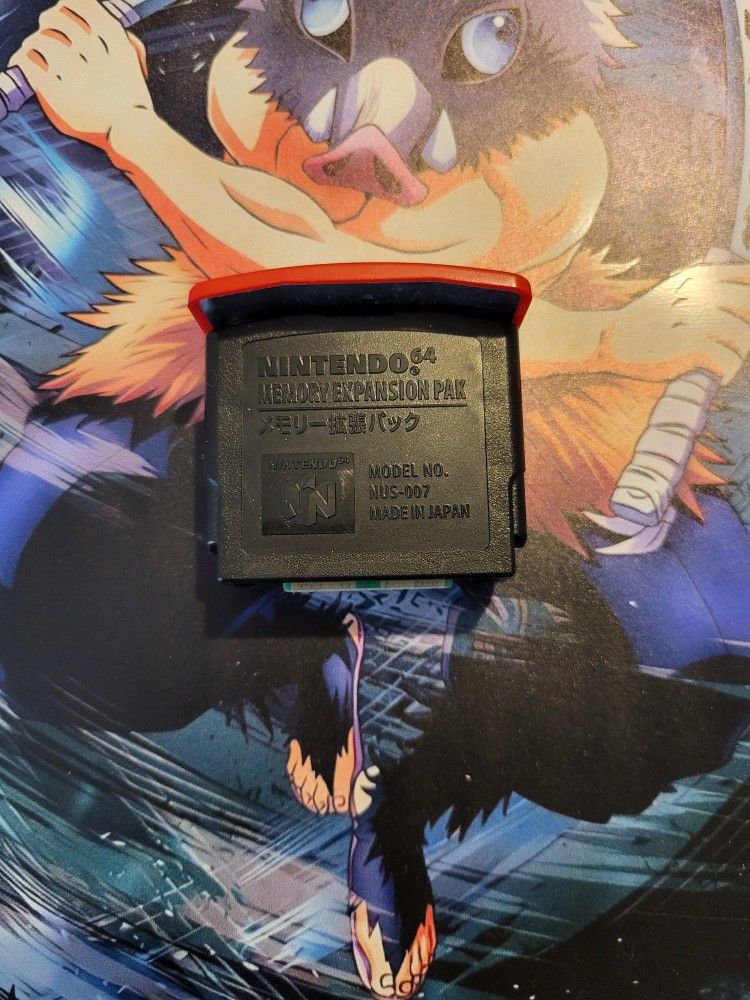 NINTENDO64
MEMORY EXPANSION PAK
メモリー拡張パック
NINTENDO64
MODEL NO.
NUS-007
MADE IN JAPAN